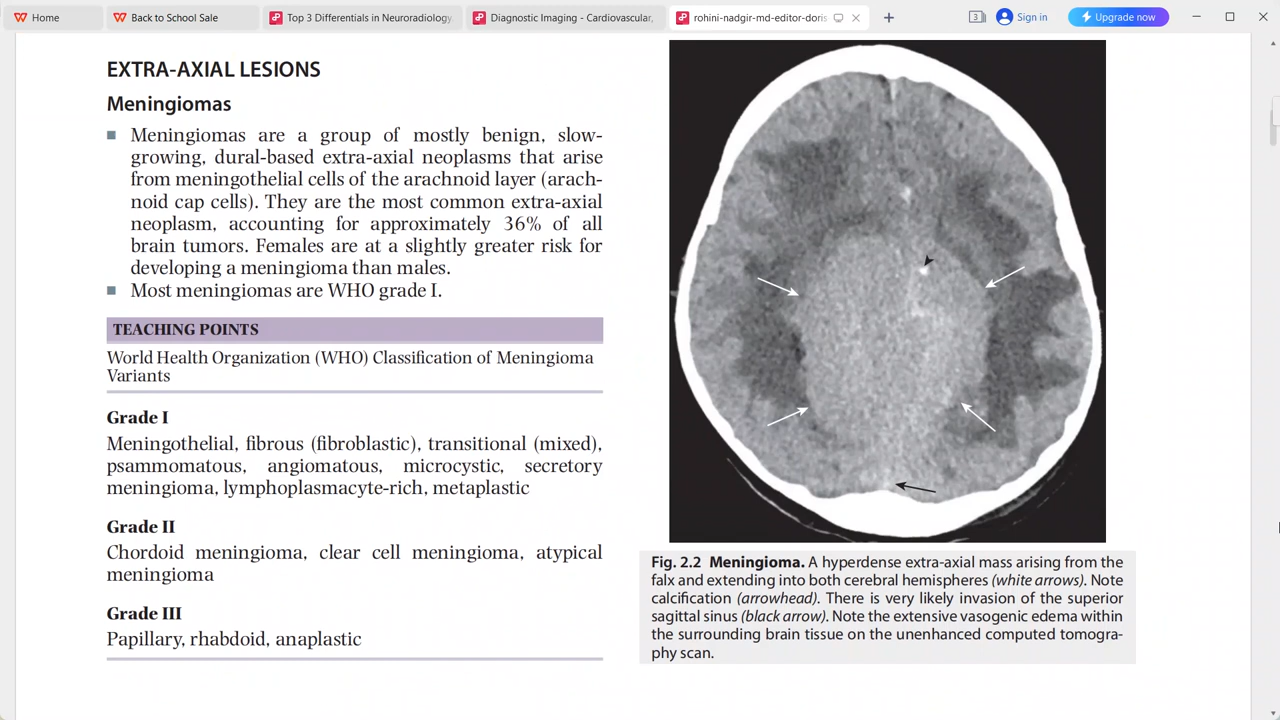 Home
Back to School Sale
Top 3 Differentials in Neuroradiology
Diagnostic Imaging - Cardiovascular,
rohini-nadgir-md-editor-doris
3
Sign in
Upgrade now
EXTRA-AXIAL LESIONS
Meningiomas
Meningiomas are a group of mostly benign, slow-
growing, dural-based extra-axial neoplasms that arise
from meningothelial cells of the arachnoid layer (arach-
noid cap cells). They are the most common extra-axial
neoplasm, accounting for approximately 36% of all
brain tumors. Females are at a slightly greater risk for
developing a meningioma than males.
Most meningiomas are WHO grade I.
TEACHING POINTS
World Health Organization (WHO) Classification of Meningioma
Variants
Grade I
Meningothelial, fibrous (fibroblastic), transitional (mixed),
psammomatous, angiomatous, microcystic, secretory
meningioma, lymphoplasmacyte-rich, metaplastic
Grade II
Chordoid meningioma, clear cell meningioma, atypical
meningioma
Grade III
Papillary, rhabdoid, anaplastic
Fig. 2.2 Meningioma. A hyperdense extra-axial mass arising from the
falx and extending into both cerebral hemispheres (white arrows). Note
calcification (arrowhead). There is very likely invasion of the superior
sagittal sinus (black arrow). Note the extensive vasogenic edema within
the surrounding brain tissue on the unenhanced computed tomogra-
phy scan.